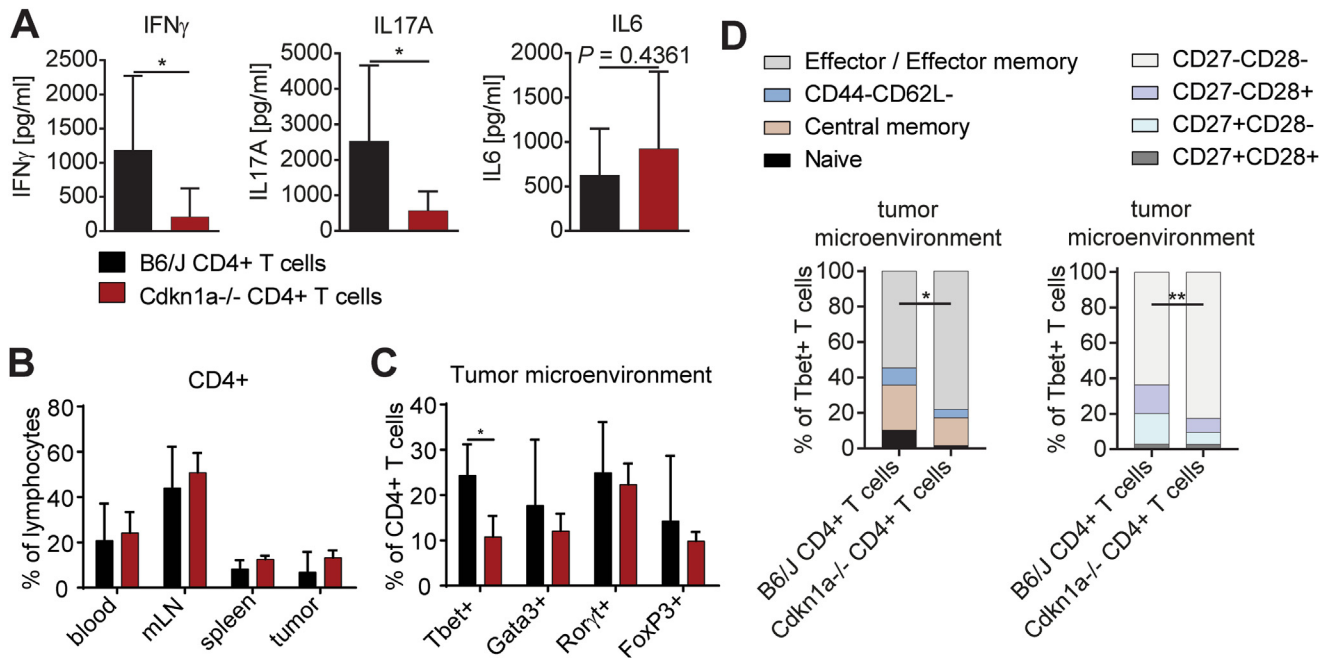 A
IFNγ
IFNγ [pg/ml]
2500
2000
1500
1000
500
0
*
IL17A
IL17A [pg/ml]
5000
4000
3000
2000
1000
0
*
IL6
IL6 [pg/ml]
2000
1500
1000
500
0
P = 0.4361
B6/J CD4+ T cells
Cdkn1a-/- CD4+ T cells
B
CD4+
% of lymphocytes
80
60
40
20
0
blood
mLN
spleen
tumor
C
Tumor microenvironment
% of CD4+ T cells
40
30
20
10
0
*
Tbet+
Gata3+
Rorγt+
FoxP3+
D
Effector / Effector memory
CD44-CD62L-
Central memory
Naive
CD27-CD28-
CD27-CD28+
CD27+CD28-
CD27+CD28+
tumor
microenvironment
% of Tbet+ T cells
100
80
60
40
20
0
*
B6/J CD4+ T cells
Cdkn1a-/- CD4+ T cells
tumor
microenvironment
% of Tbet+ T cells
100
80
60
40
20
0
**
B6/J CD4+ T cells
Cdkn1a-/- CD4+ T cells